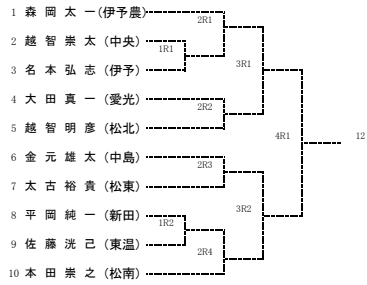 1 森 岡 太 一 (伊予農)
2R1
2 越 智 崇 太 (中央)
1R1
3 名 本 弘 志 (伊予)
3R1
4 大 田 真 一 (愛光)
2R2
5 越 智 明 彦 (松北)
4R1
12
6 金 元 雄 太 (中島)
2R3
7 太 古 裕 貴 (松東)
3R2
8 平 岡 純 一 (新田)
1R2
9 佐 藤 洸 己 (東温)
2R4
10 本 田 崇 之 (松南)